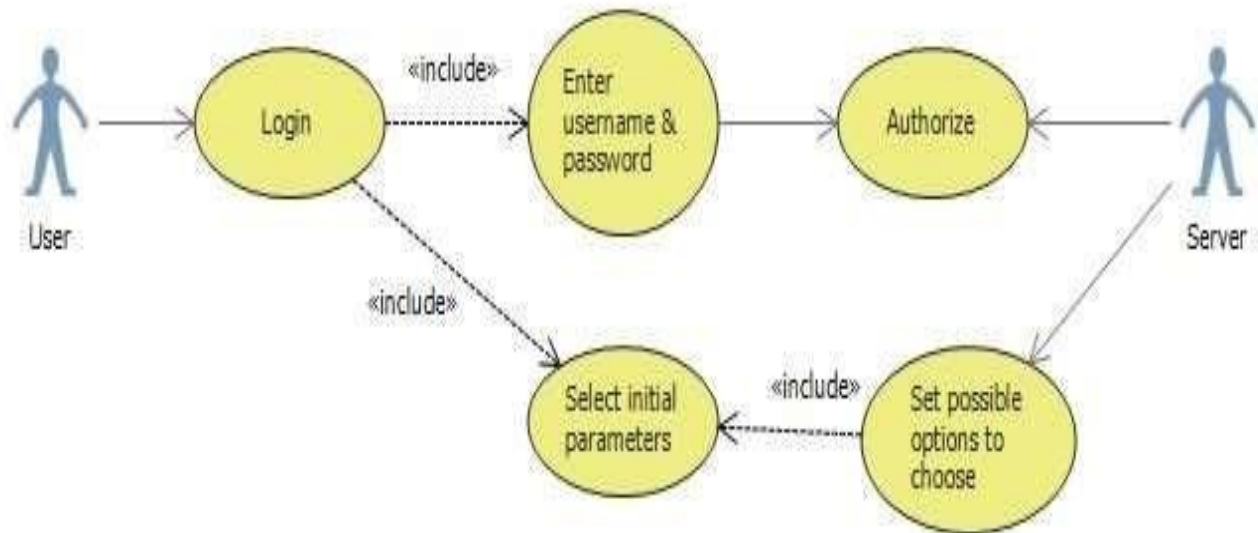 «include»
Enter
username &
password
Login
Authorize
User
Server
«include»
«include»
Select initial
parameters
Set possible
options to
choose